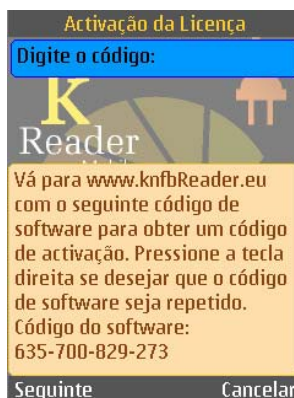 Activação da Licença
Digite o código:
K
Reader
Mobile
Vá para www.knfbReader.eu
com o seguinte código de
software para obter um código
de activação. Pressione a tecla
direita se desejar que o código
de software seja repetido.
Código do software:
635-700-829-273
Seguinte Cancelar